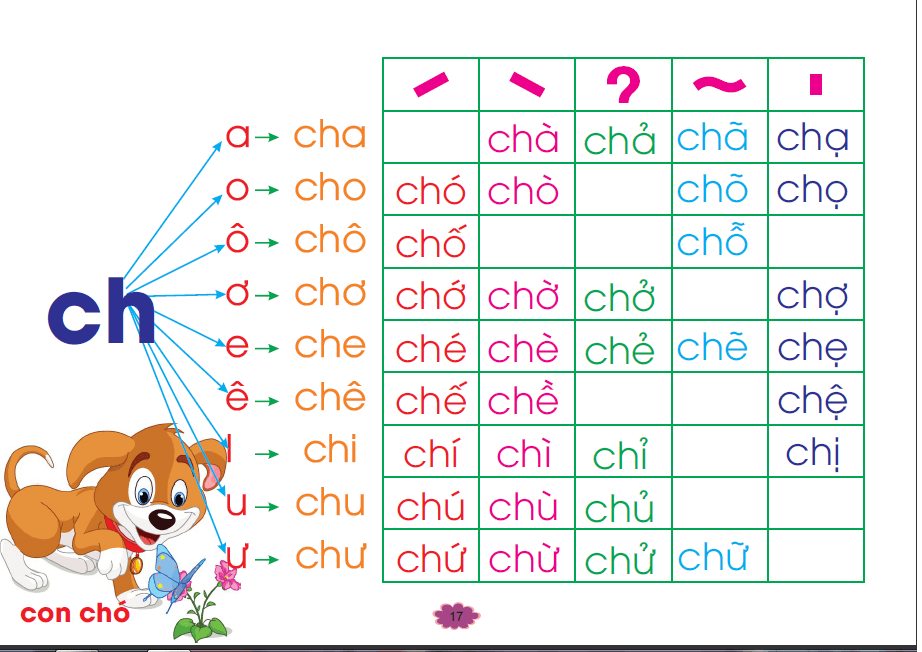 ch
a → cha chà chả chã chạ
o → cho chó chò chõ chọ
ô → chô chố chỗ
ơ → chơ chớ chờ chở chợ
e → che ché chè chẻ chẽ chẹ
ê → chê chế chề chệ
I → chi chí chì chỉ chị
u → chu chú chù chủ
ư → chư chứ chừ chử chữ
con chó
17